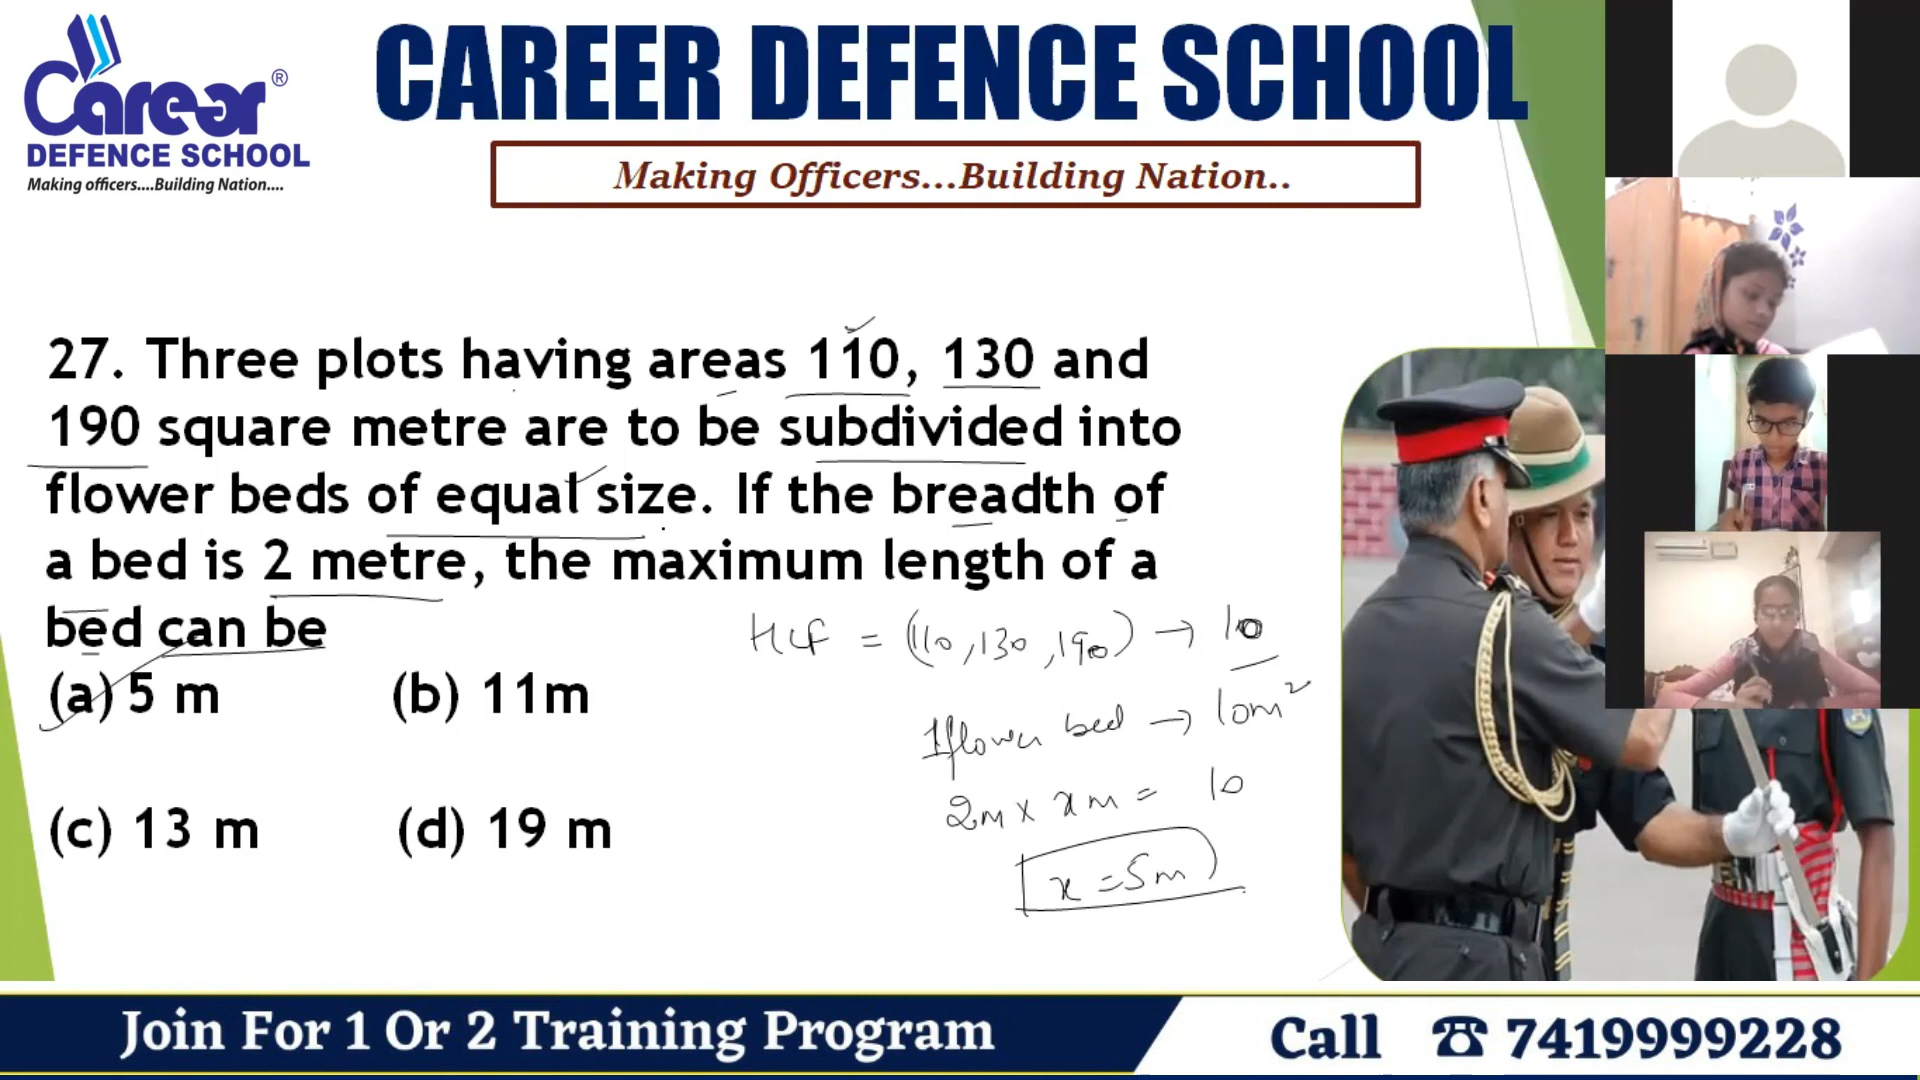 Career®
DEFENCE SCHOOL
Making officers....Building Nation....
CAREER DEFENCE SCHOOL
Making Officers...Building Nation..
27. Three plots having areas 110, 130 and
190 square metre are to be subdivided into
flower beds of equal size. If the breadth of
a bed is 2 metre, the maximum length of a
bed can be
(a) 5 m (b) 11m
(c) 13 m (d) 19 m
HCF = (110, 130, 190) → 10
1 flower bed → 10m²
2m × xm = 10
x = 5m
Join For 1 Or 2 Training Program
Call ☎ 7419999228